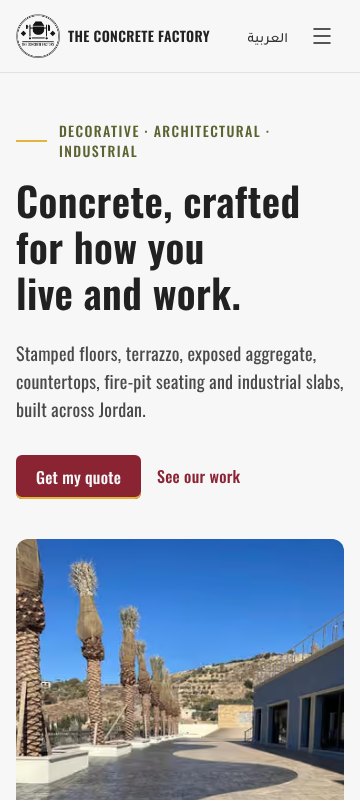 THE CONCRETE FACTORY
العربية
DECORATIVE · ARCHITECTURAL ·
INDUSTRIAL
Concrete, crafted
for how you
live and work.
Stamped floors, terrazzo, exposed aggregate,
countertops, fire-pit seating and industrial slabs,
built across Jordan.
Get my quote
See our work